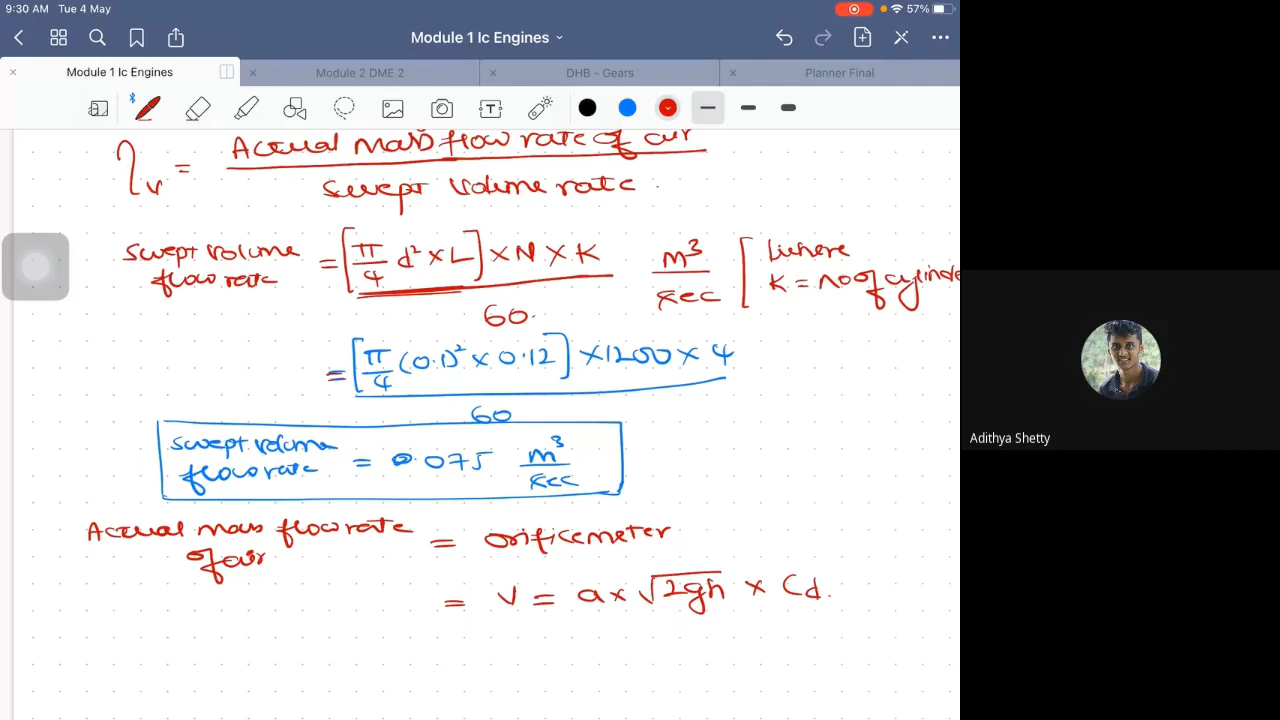 9:30 AM Tue 4 May
57%
Module 1 Ic Engines
Module 1 Ic Engines
Module 2 DME 2
DHB - Gears
Planner Final
ηv = Actual mass flow rate of air
swept volume rate.
swept volume flow rate = [π/4 d² × L] × N × K / 60. m³/sec [where K = no of cylinde
= [π/4 (0.1)² × 0.12] × 1200 × 4 / 60
swept volume flow rate = 0.075 m³/sec
Actual mass flow rate of air = orificemeter
= V = a × √2gh × Cd.
Adithya Shetty